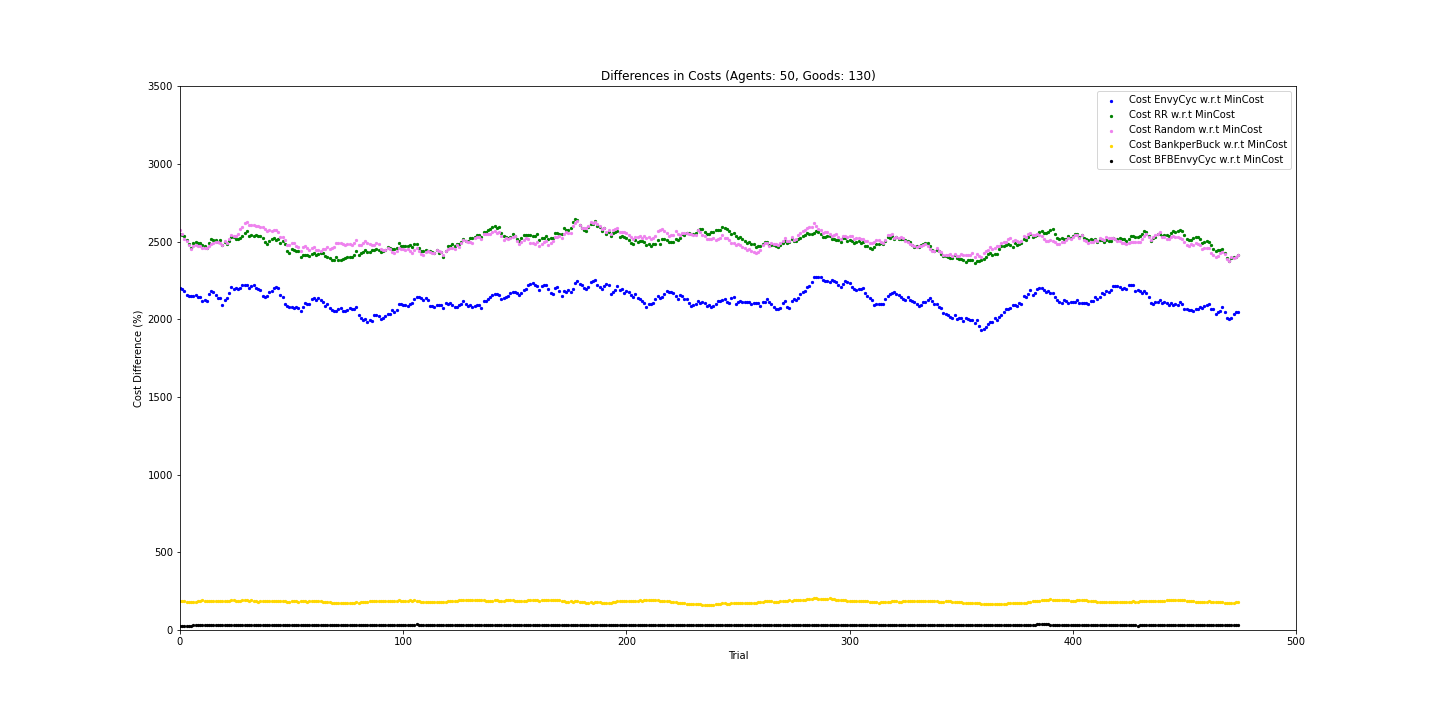 Differences in Costs (Agents: 50, Goods: 130)
3500
3000
2500
2000
1500
1000
500
0
Cost Difference (%)
Cost EnvyCyc w.r.t MinCost
Cost RR w.r.t MinCost
Cost Random w.r.t MinCost
Cost BankperBuck w.r.t MinCost
Cost BFBEnvyCyc w.r.t MinCost
0
100
200
300
400
500
Trial